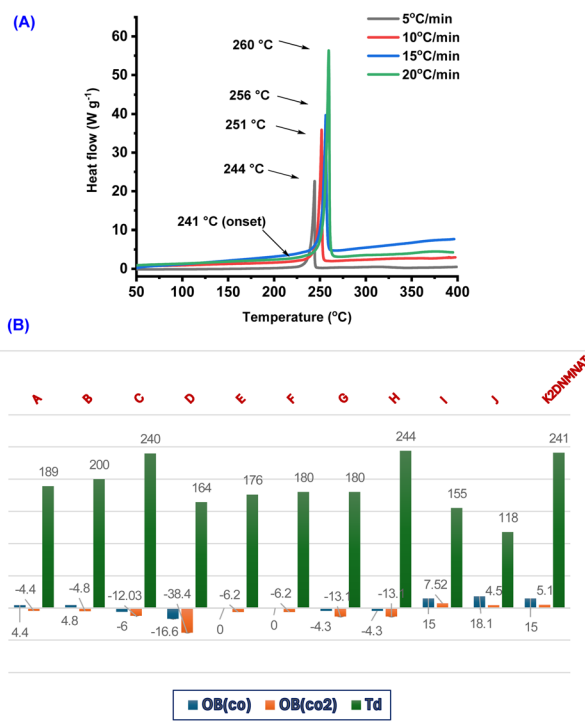 (A)
5°C/min
10°C/min
15°C/min
20°C/min
260 °C
256 °C
251 °C
244 °C
241 °C (onset)
Heat flow (W g⁻¹)
60
50
40
30
20
10
0
50 100 150 200 250 300 350 400
Temperature (°C)
(B)
A B C D E F G H I J K2DNMNAT
189 200 240 164 176 180 180 244 155 118 241
-4.4 -4.8 -12.03 -38.4 -6.2 -6.2 -13.1 -13.1 7.52 4.5 5.1
4.4 4.8 -6 -16.6 0 0 -4.3 -4.3 15 18.1 15
OB(co) OB(co2) Td